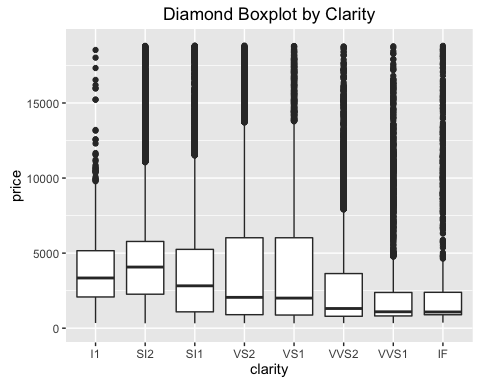 Diamond Boxplot by Clarity
price
15000
10000
5000
0
I1 SI2 SI1 VS2 VS1 VVS2 VVS1 IF
clarity